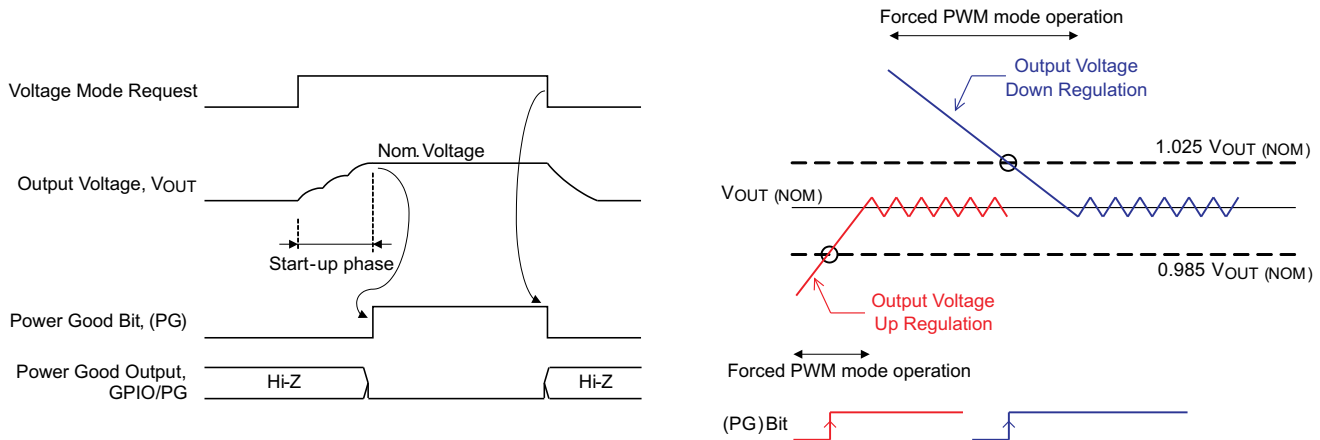 Voltage Mode Request
Nom. Voltage
Output Voltage, VOUT
Start-up phase
Power Good Bit, (PG)
Power Good Output,
GPIO/PG
Hi-Z
Hi-Z
Forced PWM mode operation
Output Voltage
Down Regulation
1.025 VOUT (NOM)
VOUT (NOM)
0.985 VOUT (NOM)
Output Voltage
Up Regulation
Forced PWM mode operation
(PG) Bit